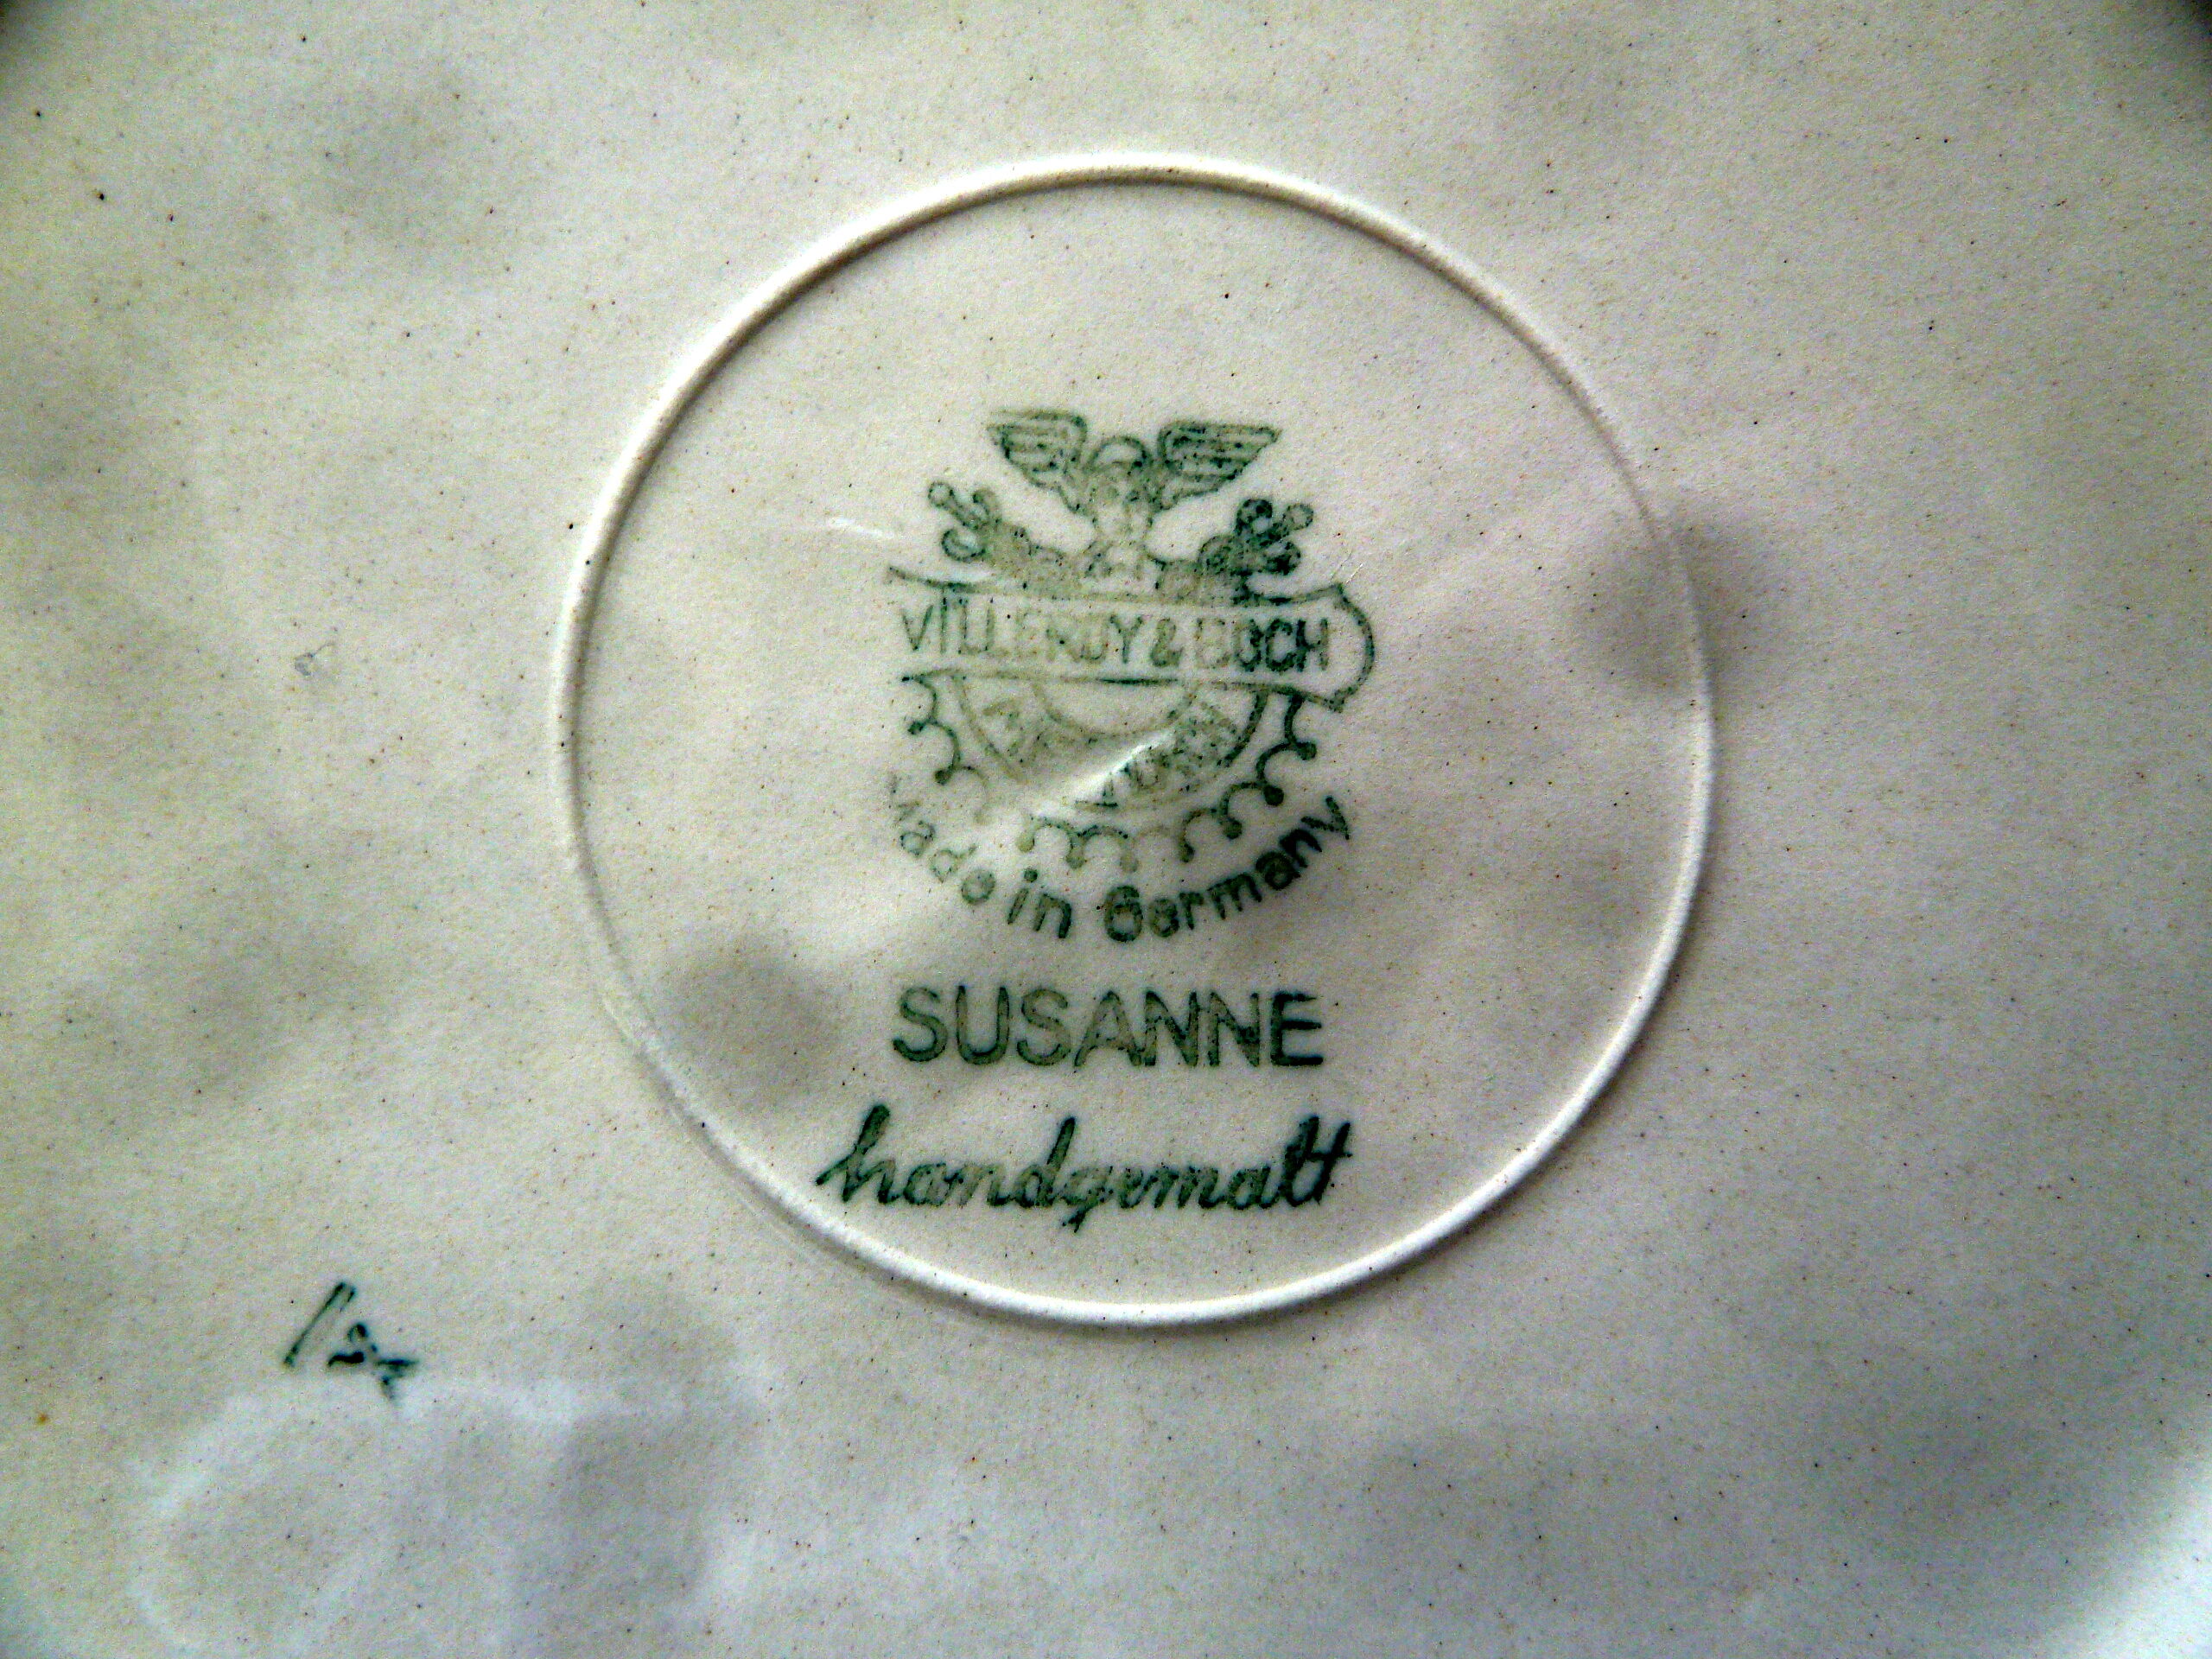 VILLEROY & BOCH
Made in Germany
SUSANNE
handgemalt